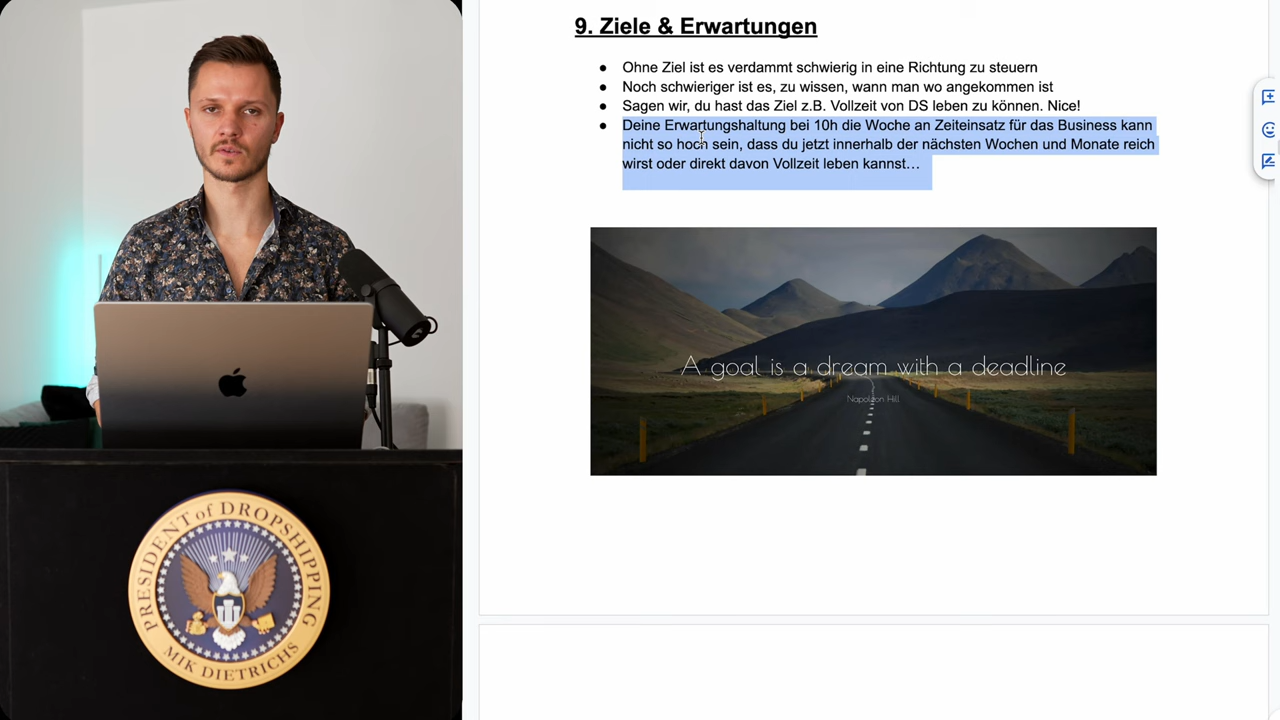 9. Ziele & Erwartungen
● Ohne Ziel ist es verdammt schwierig in eine Richtung zu steuern
● Noch schwieriger ist es, zu wissen, wann man wo angekommen ist
● Sagen wir, du hast das Ziel z.B. Vollzeit von DS leben zu können. Nice!
● Deine Erwartungshaltung bei 10h die Woche an Zeiteinsatz für das Business kann
nicht so hoch sein, dass du jetzt innerhalb der nächsten Wochen und Monate reich
wirst oder direkt davon Vollzeit leben kannst…
A goal is a dream with a deadline
Napoleon Hill
PRESIDENT of DROPSHIPPING
MIK DIETRICHS